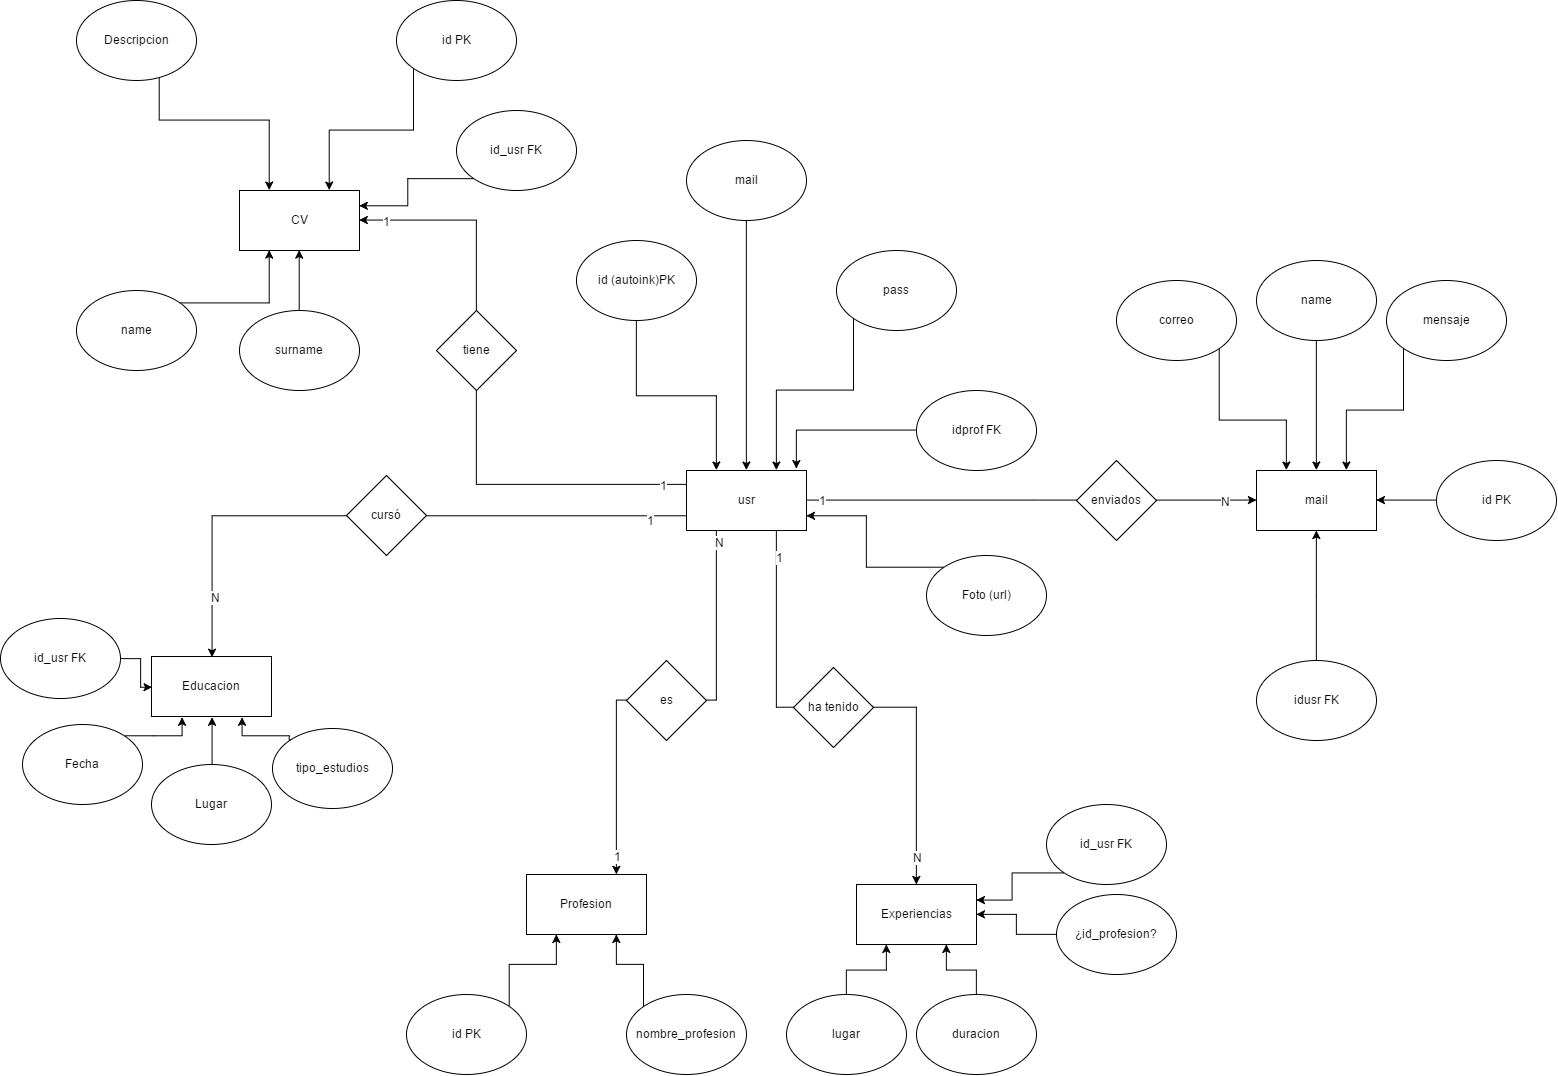 Descripcion
id PK
id_usr FK
CV
1
name
surname
tiene
mail
id (autoink)PK
pass
idprof FK
correo
name
mensaje
1
usr
1
enviados
N
mail
id PK
cursó
1
N
1
Foto (url)
N
id_usr FK
Educacion
Fecha
Lugar
tipo_estudios
es
ha tenido
idusr FK
1
N
Profesion
Experiencias
id_usr FK
¿id_profesion?
id PK
nombre_profesion
lugar
duracion